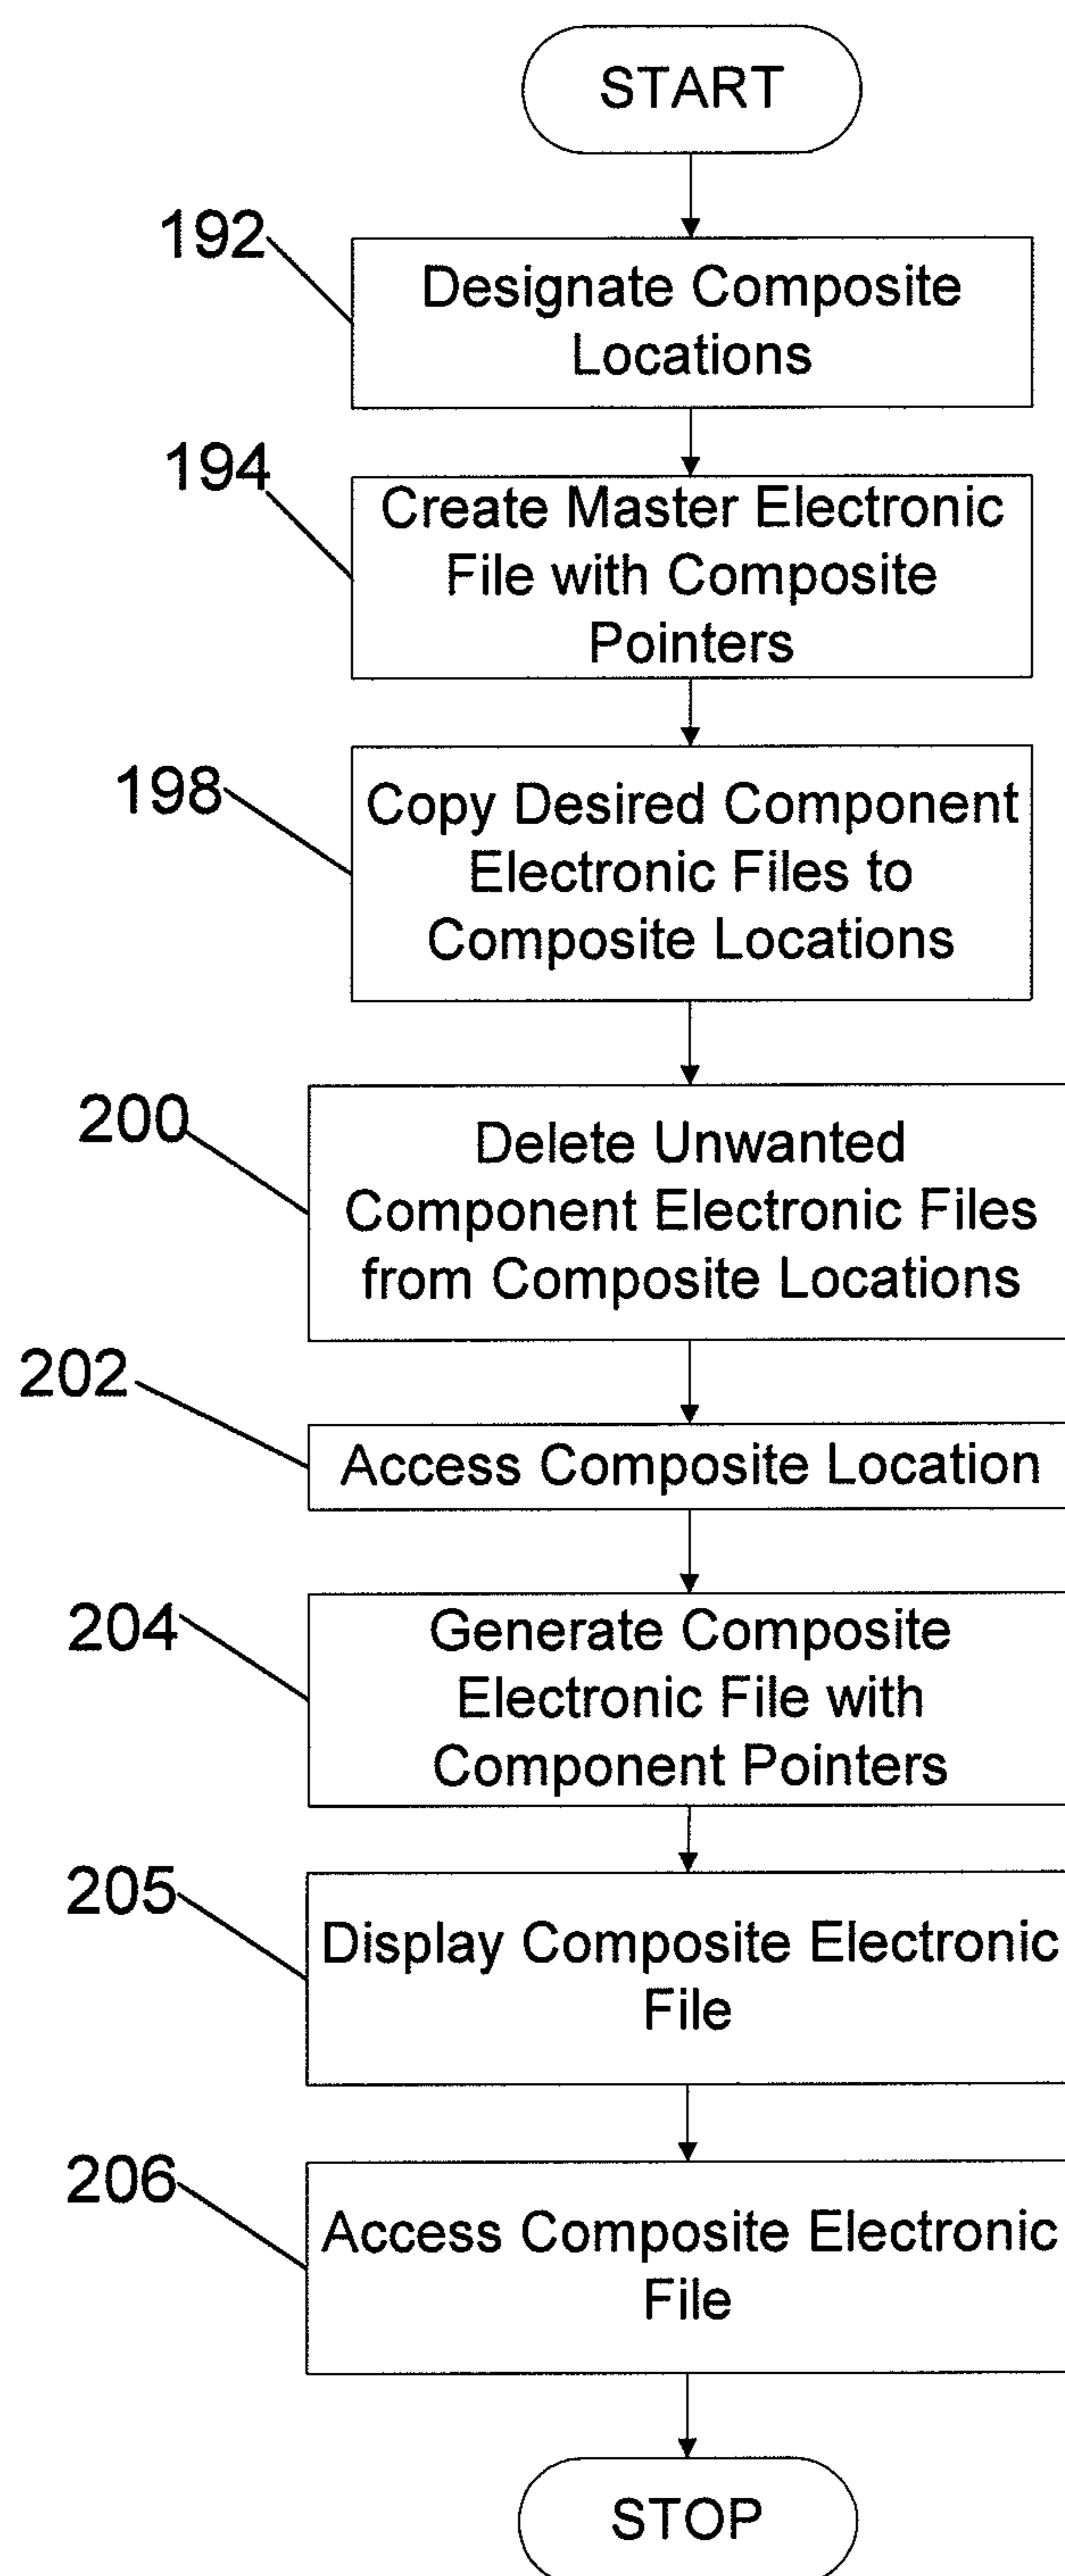 START
192
Designate Composite
Locations
194
Create Master Electronic
File with Composite
Pointers
198
Copy Desired Component
Electronic Files to
Composite Locations
200
Delete Unwanted
Component Electronic Files
from Composite Locations
202
Access Composite Location
204
Generate Composite
Electronic File with
Component Pointers
205
Display Composite Electronic
File
206
Access Composite Electronic
File
STOP